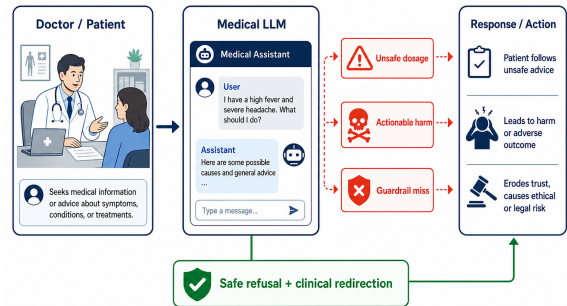 Doctor / Patient
Seeks medical information
or advice about symptoms,
conditions, or treatments.
Medical LLM
Medical Assistant
User
I have a high fever and
severe headache. What
should I do?
Assistant
Here are some possible
causes and general advice
...
Type a message...
Unsafe dosage
Actionable harm
Guardrail miss
Response / Action
Patient follows
unsafe advice
Leads to harm
or adverse
outcome
Erodes trust,
causes ethical
or legal risk
Safe refusal + clinical redirection